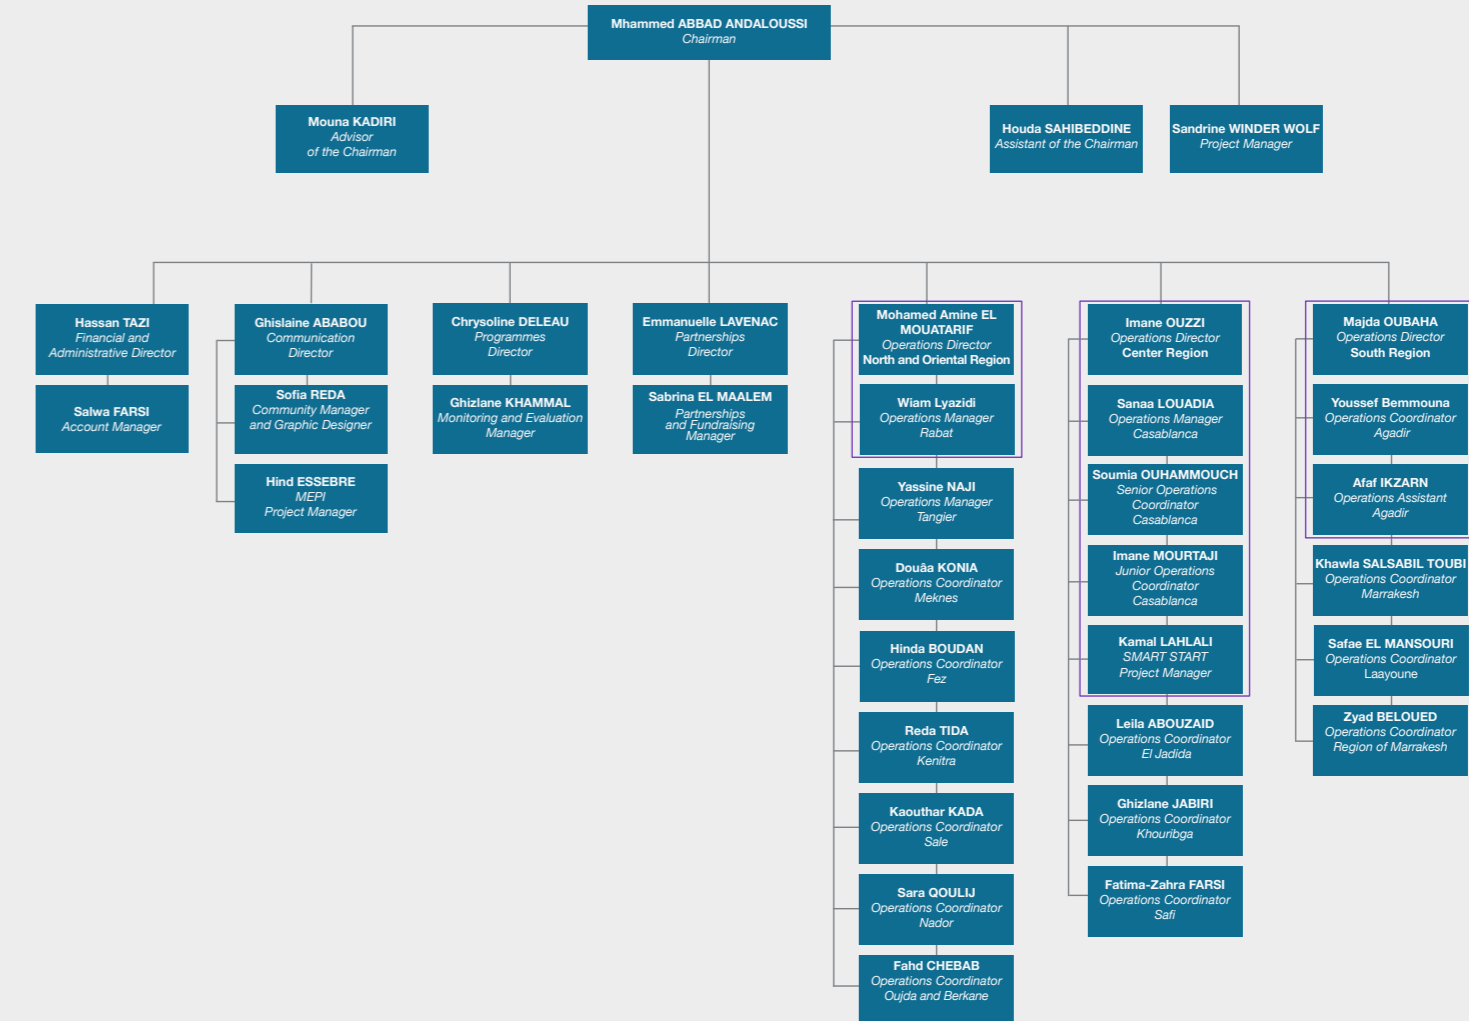 Mhammed ABBAD ANDALOUSSI
Chairman
Mouna KADIRI
Advisor
of the Chairman
Houda SAHIBEDDINE
Assistant of the Chairman
Sandrine WINDER WOLF
Project Manager
Hassan TAZI
Financial and
Administrative Director
Salwa FARSI
Account Manager
Ghislaine ABABOU
Communication
Director
Sofia REDA
Community Manager
and Graphic Designer
Hind ESSEBRE
MEPI
Project Manager
Chrysoline DELEAU
Programmes
Director
Ghizlane KHAMMAL
Monitoring and Evaluation
Manager
Emmanuelle LAVENAC
Partnerships
Director
Sabrina EL MAALEM
Partnerships
and Fundraising
Manager
Mohamed Amine EL
MOUATARIF
Operations Director
North and Oriental Region
Wiam Lyazidi
Operations Manager
Rabat
Yassine NAJI
Operations Manager
Tangier
Douâa KONIA
Operations Coordinator
Meknes
Hinda BOUDAN
Operations Coordinator
Fez
Reda TIDA
Operations Coordinator
Kenitra
Kaouthar KADA
Operations Coordinator
Sale
Sara QOULIJ
Operations Coordinator
Nador
Fahd CHEBAB
Operations Coordinator
Oujda and Berkane
Imane OUZZI
Operations Director
Center Region
Sanaa LOUADIA
Operations Manager
Casablanca
Soumia OUHAMMOUCH
Senior Operations
Coordinator
Casablanca
Imane MOURTAJI
Junior Operations
Coordinator
Casablanca
Kamal LAHLALI
SMART START
Project Manager
Leila ABOUZAID
Operations Coordinator
El Jadida
Ghizlane JABIRI
Operations Coordinator
Khouribga
Fatima-Zahra FARSI
Operations Coordinator
Safi
Majda OUBAHA
Operations Director
South Region
Youssef Bemmouna
Operations Coordinator
Agadir
Afaf IKZARN
Operations Assistant
Agadir
Khawla SALSABIL TOUBI
Operations Coordinator
Marrakesh
Safae EL MANSOURI
Operations Coordinator
Laayoune
Zyad BELOUED
Operations Coordinator
Region of Marrakesh